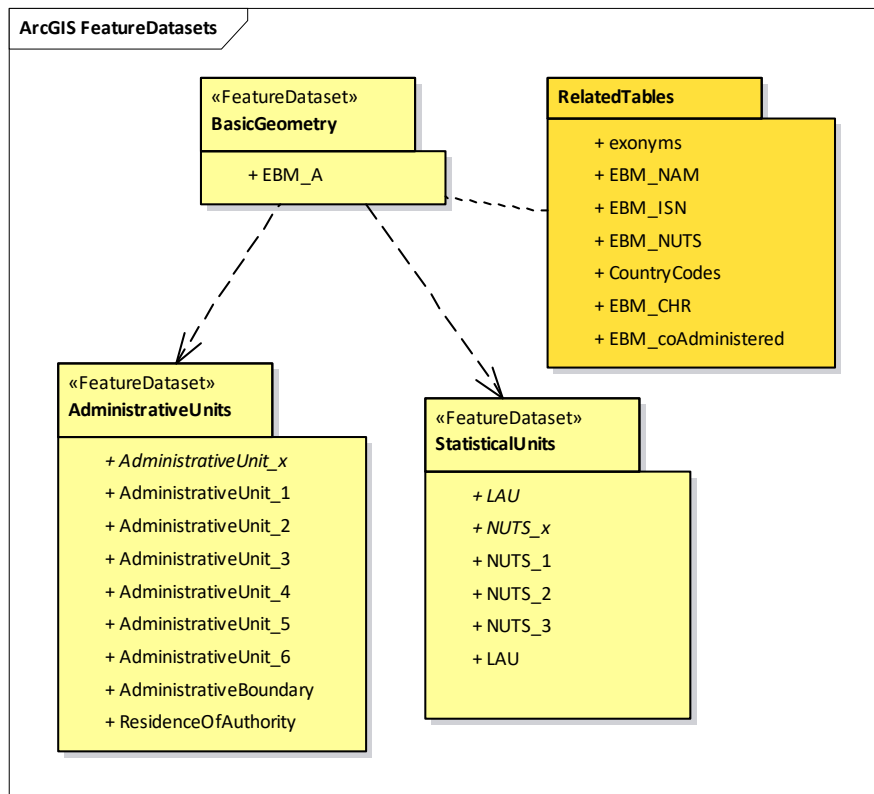 ArcGIS FeatureDatasets
«FeatureDataset»
BasicGeometry
+ EBM_A
RelatedTables
+ exonyms
+ EBM_NAM
+ EBM_ISN
+ EBM_NUTS
+ CountryCodes
+ EBM_CHR
+ EBM_coAdministered
«FeatureDataset»
AdministrativeUnits
+ AdministrativeUnit_x
+ AdministrativeUnit_1
+ AdministrativeUnit_2
+ AdministrativeUnit_3
+ AdministrativeUnit_4
+ AdministrativeUnit_5
+ AdministrativeUnit_6
+ AdministrativeBoundary
+ ResidenceOfAuthority
«FeatureDataset»
StatisticalUnits
+ LAU
+ NUTS_x
+ NUTS_1
+ NUTS_2
+ NUTS_3
+ LAU